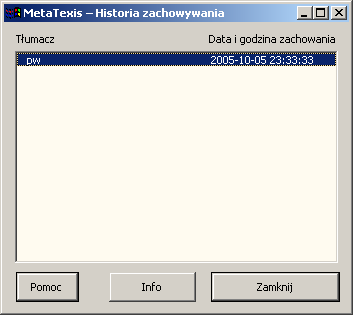 MetaTexis – Historia zachowywania
Tłumacz Data i godzina zachowania
pw 2005-10-05 23:33:33
Pomoc Info Zamknij